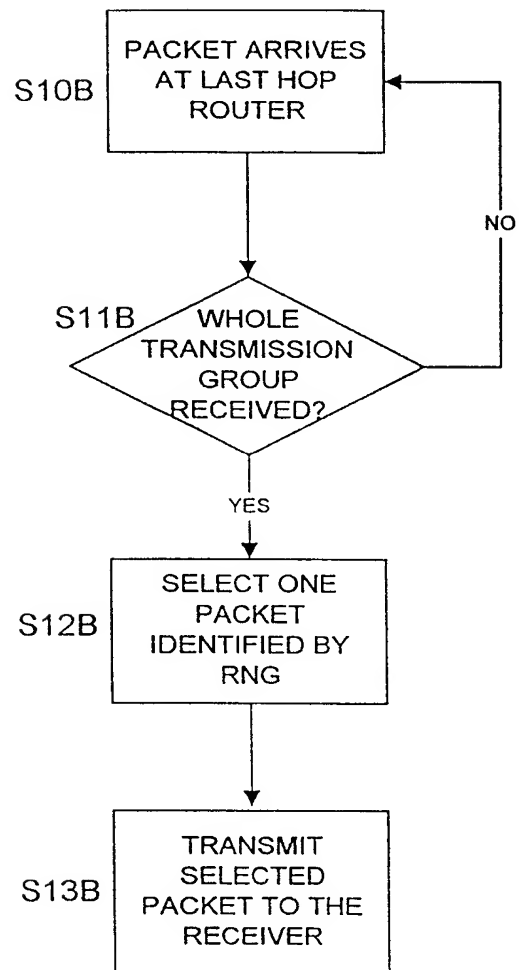 S10B
PACKET ARRIVES
AT LAST HOP
ROUTER
NO
S11B
WHOLE
TRANSMISSION
GROUP
RECEIVED?
YES
S12B
SELECT ONE
PACKET
IDENTIFIED BY
RNG
S13B
TRANSMIT
SELECTED
PACKET TO THE
RECEIVER